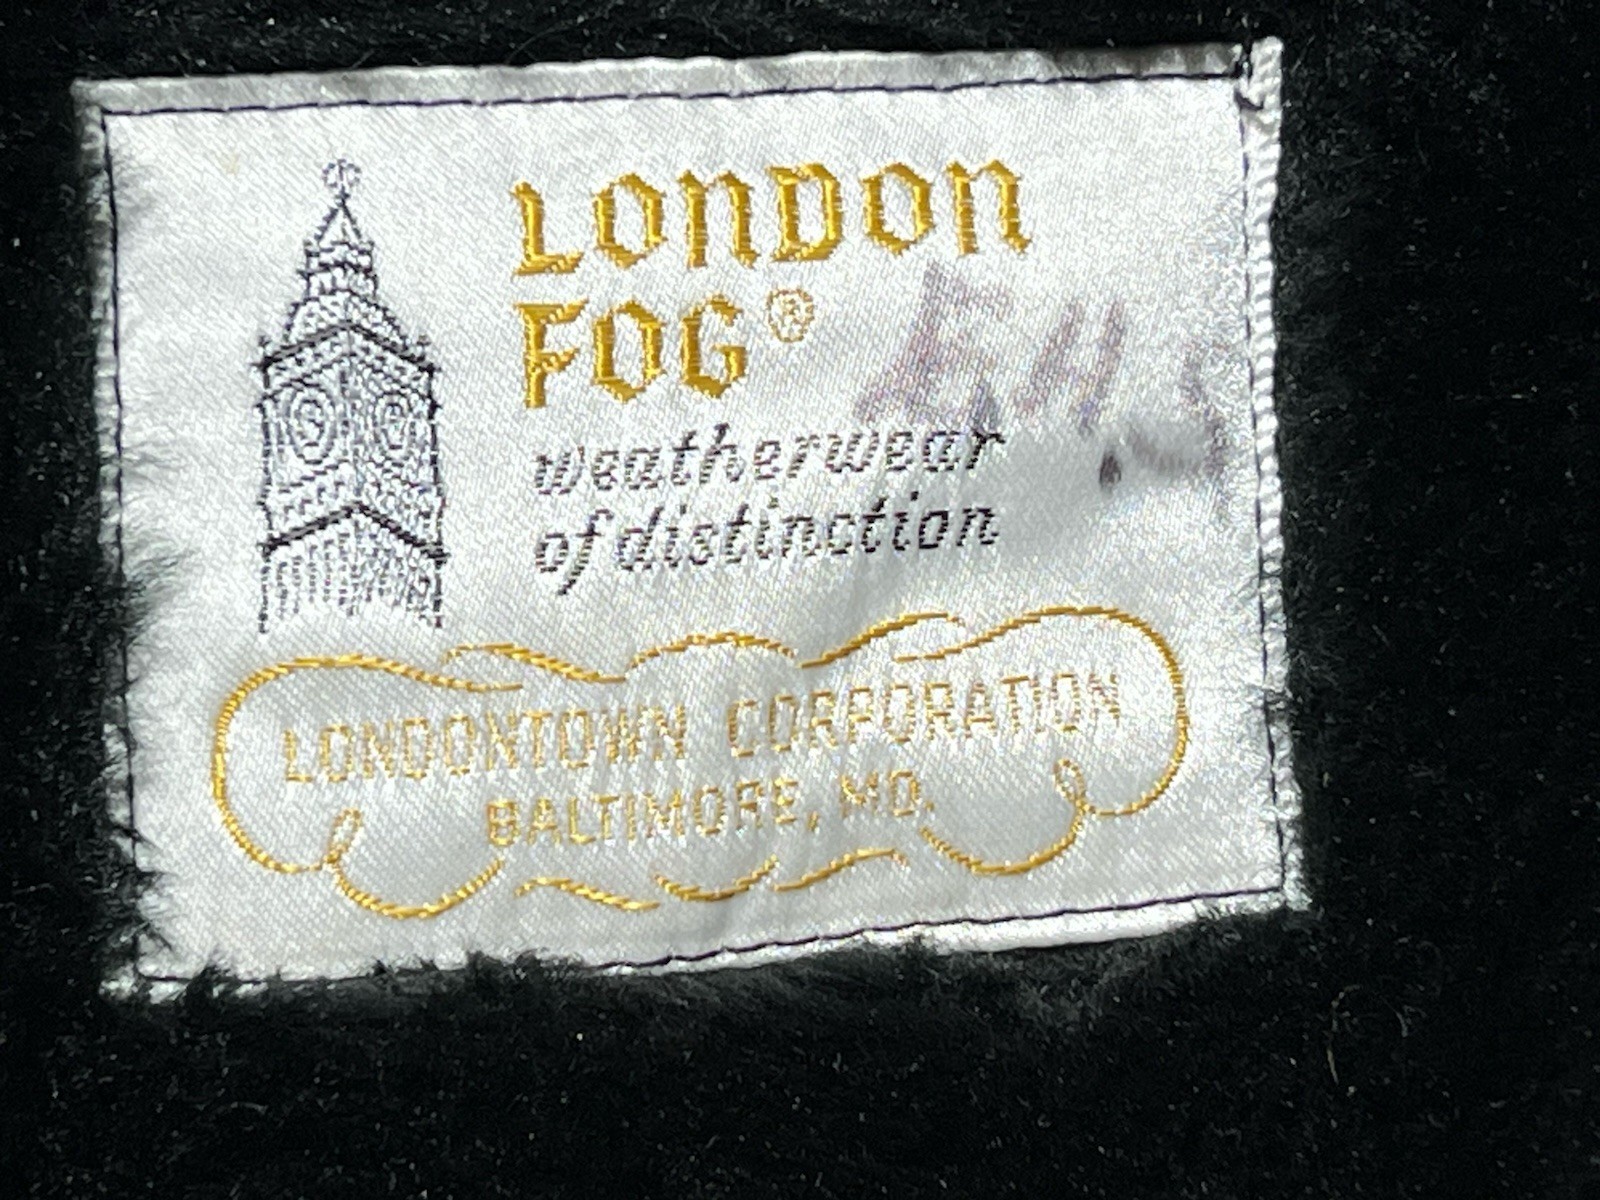 LONDON
FOG®
weatherwear
of distinction
LONDONTOWN CORPORATION
BALTIMORE, MD.